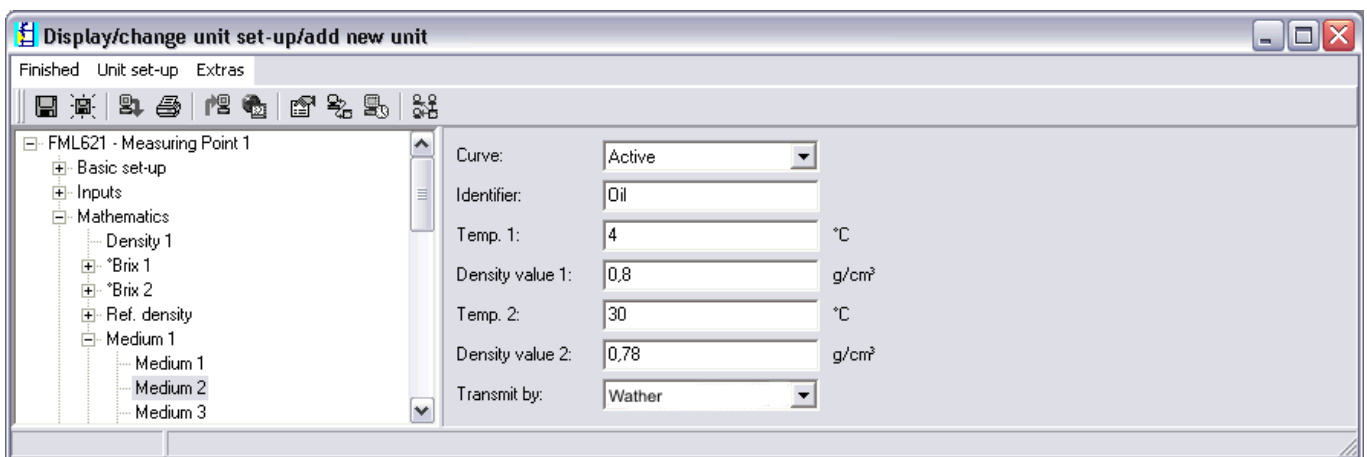 Display/change unit set-up/add new unit
Finished Unit set-up Extras
FML621 - Measuring Point 1
Basic set-up
Inputs
Mathematics
Density 1
°Brix 1
°Brix 2
Ref. density
Medium 1
Medium 1
Medium 2
Medium 3
Curve: Active
Identifier: Oil
Temp. 1: 4 °C
Density value 1: 0,8 g/cm³
Temp. 2: 30 °C
Density value 2: 0,78 g/cm³
Transmit by: Wather